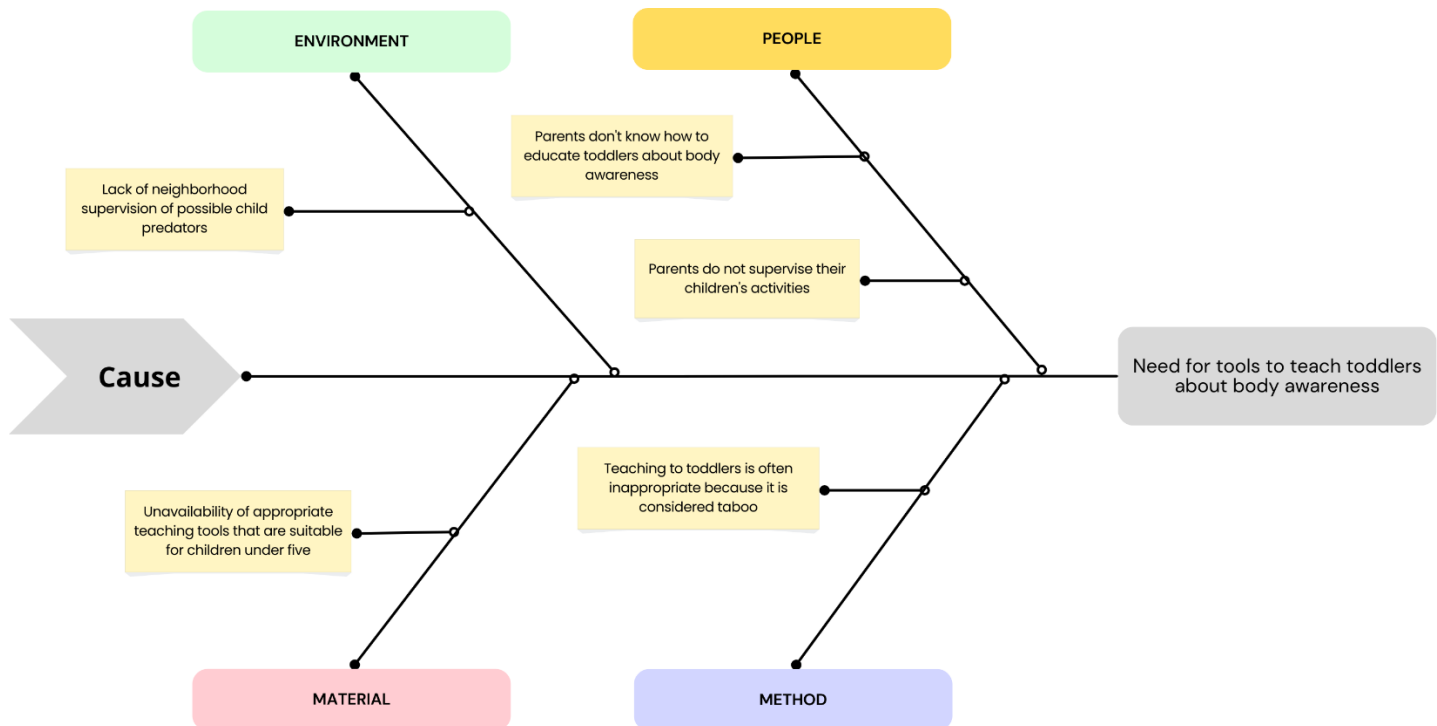 ENVIRONMENT
PEOPLE
Parents don't know how to
educate toddlers about body
awareness
Lack of neighborhood
supervision of possible child
predators
Parents do not supervise their
children's activities
Cause
Need for tools to teach toddlers
about body awareness
Teaching to toddlers is often
inappropriate because it is
considered taboo
Unavailability of appropriate
teaching tools that are suitable
for children under five
MATERIAL
METHOD